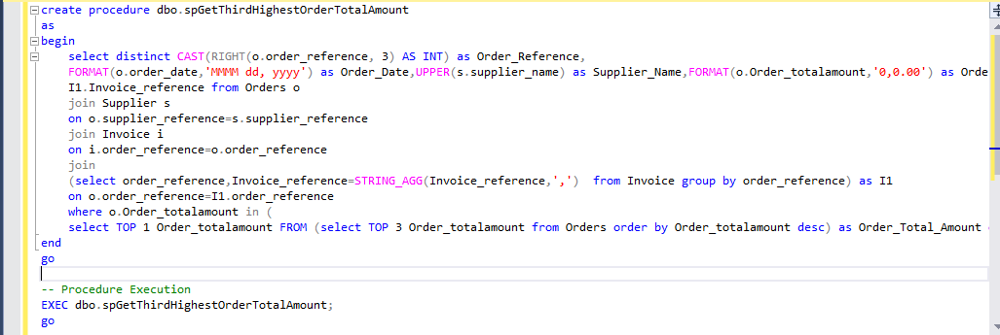 create procedure dbo.spGetThirdHighestOrderTotalAmount
as
begin
select distinct CAST(RIGHT(o.order_reference, 3) AS INT) as Order_Reference,
FORMAT(o.order_date,'MMMM dd, yyyy') as Order_Date,UPPER(s.supplier_name) as Supplier_Name,FORMAT(o.Order_totalamount,'0,0.00') as Orde
I1.Invoice_reference from Orders o
join Supplier s
on o.supplier_reference=s.supplier_reference
join Invoice i
on i.order_reference=o.order_reference
join
(select order_reference,Invoice_reference=STRING_AGG(Invoice_reference,',')  from Invoice group by order_reference) as I1
on o.order_reference=I1.order_reference
where o.Order_totalamount in (
select TOP 1 Order_totalamount FROM (select TOP 3 Order_totalamount from Orders order by Order_totalamount desc) as Order_Total_Amount
end
go
-- Procedure Execution
EXEC dbo.spGetThirdHighestOrderTotalAmount;
go